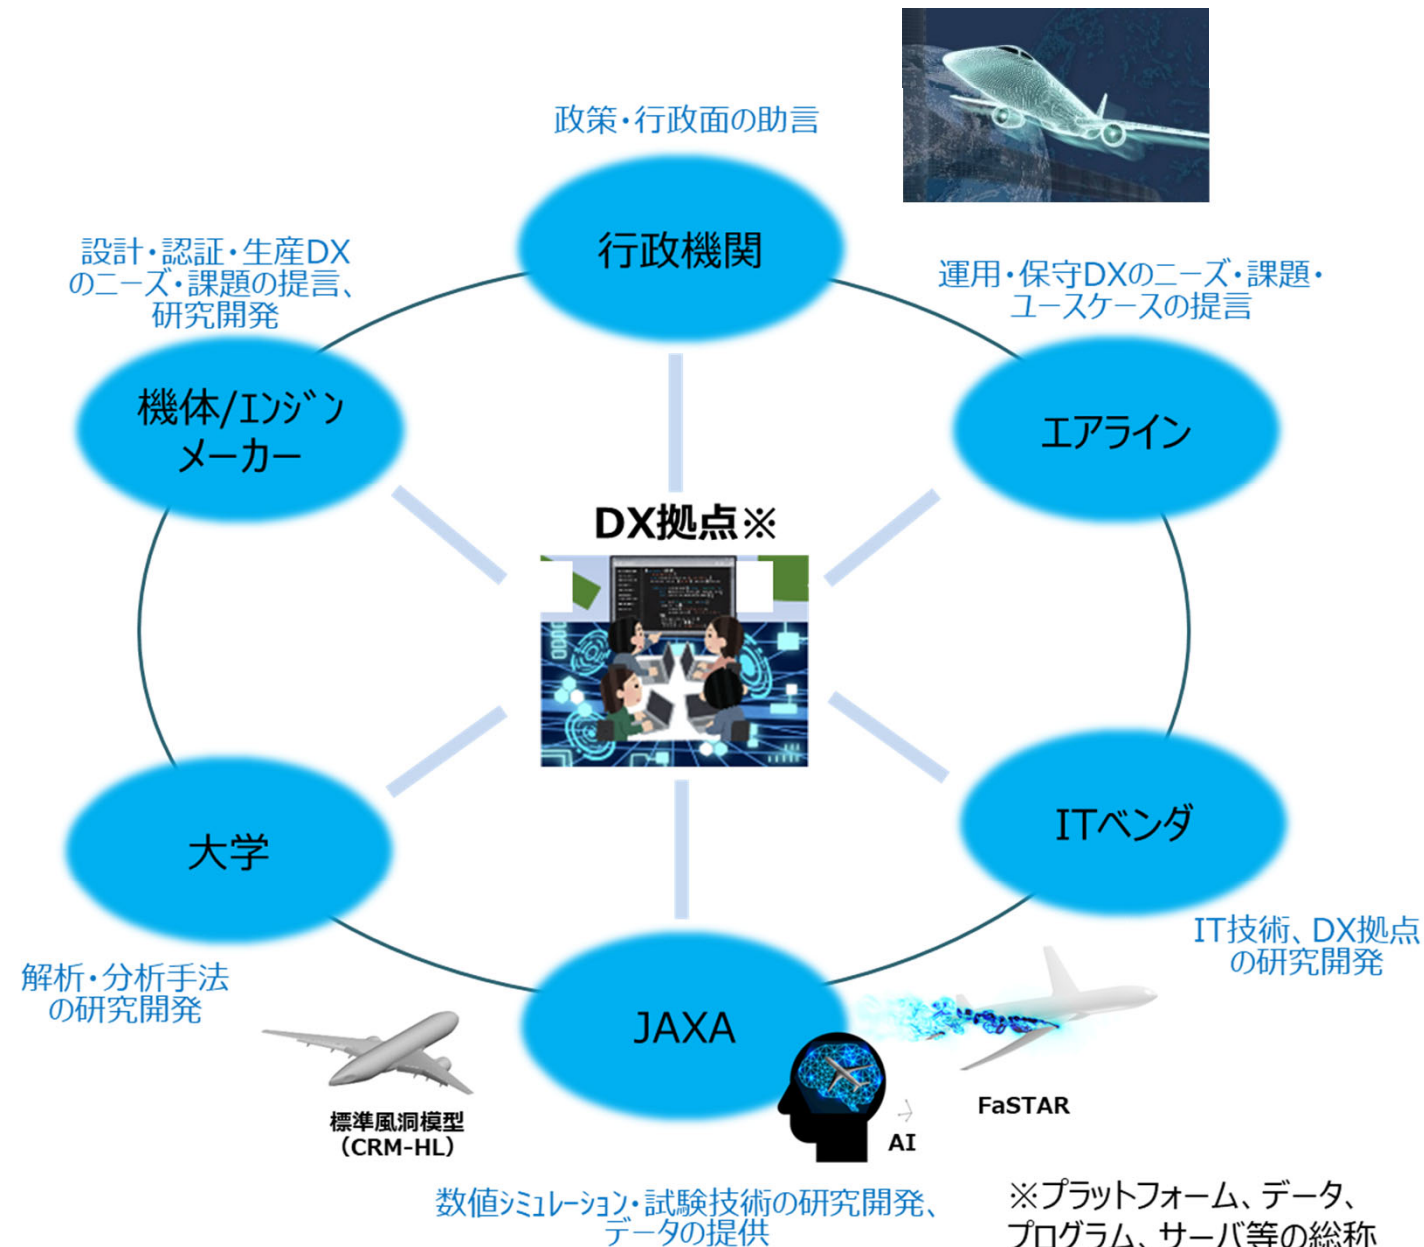 政策・行政面の助言
行政機関
設計・認証・生産DX
のニーズ・課題の提言、
研究開発
運用・保守DXのニーズ・課題・
ユースケースの提言
機体/ｴﾝｼﾞﾝ
メーカー
エアライン
DX拠点※
大学
ITベンダ
解析・分析手法
の研究開発
IT技術、DX拠点
の研究開発
JAXA
標準風洞模型
（CRM-HL）
AI
FaSTAR
数値ｼﾐｭﾚｰｼｮﾝ・試験技術の研究開発、
データの提供
※プラットフォーム、データ、
プログラム、サーバ等の総称